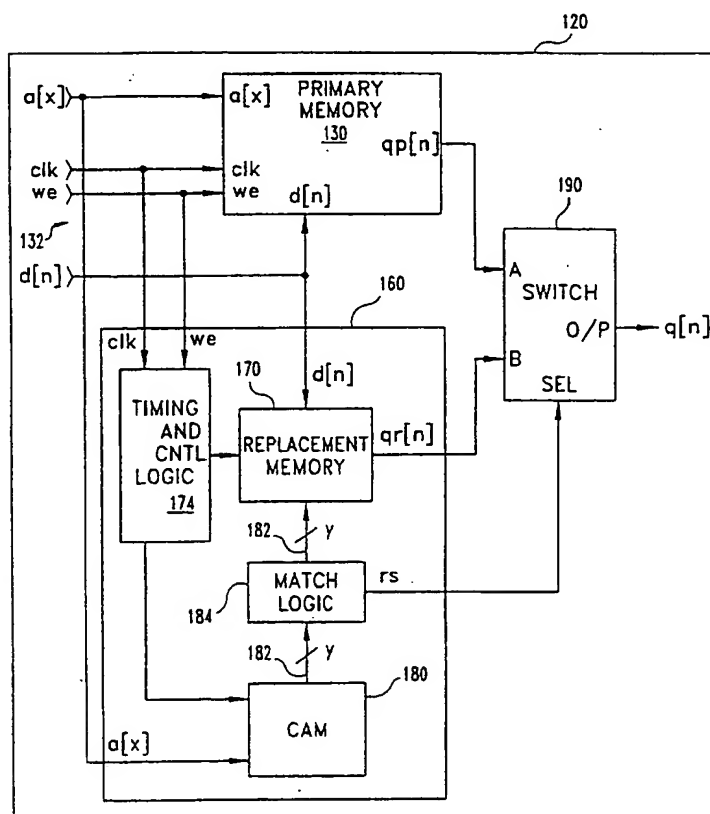 120
a[x]
a[x]
PRIMARY
MEMORY
130
qp[n]
clk
clk
we
we
190
132
d[n]
d[n]
A
SWITCH
O/P
q[n]
B
SEL
160
clk
we
d[n]
170
TIMING
AND
CNTL
LOGIC
174
REPLACEMENT
MEMORY
qr[n]
182
y
MATCH
LOGIC
rs
184
182
y
180
CAM
a[x]